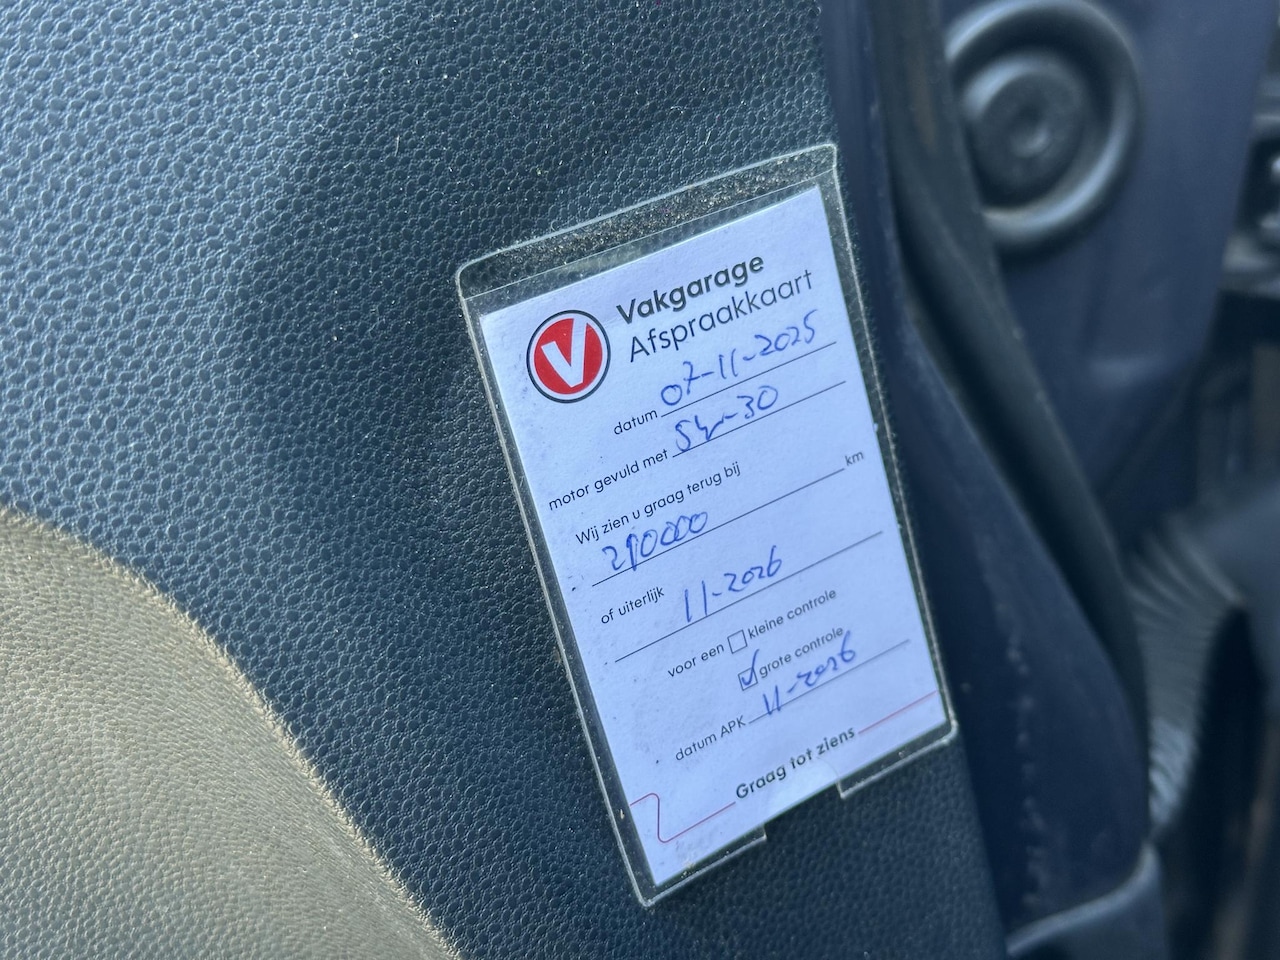 V
Vakgarage
Afspraakkaart
datum 07-11-2025
motor gevuld met 5W-30
Wij zien u graag terug bij
210000 km
of uiterlijk 11-2026
voor een kleine controle
grote controle
datum APK 11-2026
Graag tot ziens